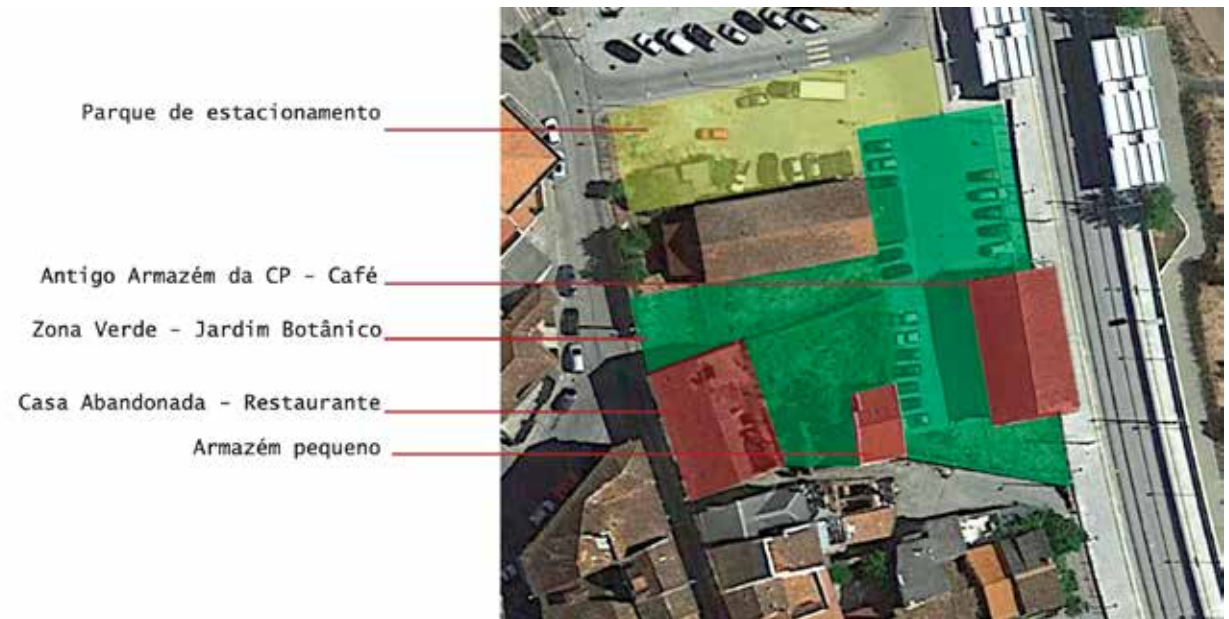 Parque de estacionamento
Antigo Armazém da CP - Café
Zona Verde - Jardim Botânico
Casa Abandonada - Restaurante
Armazém pequeno